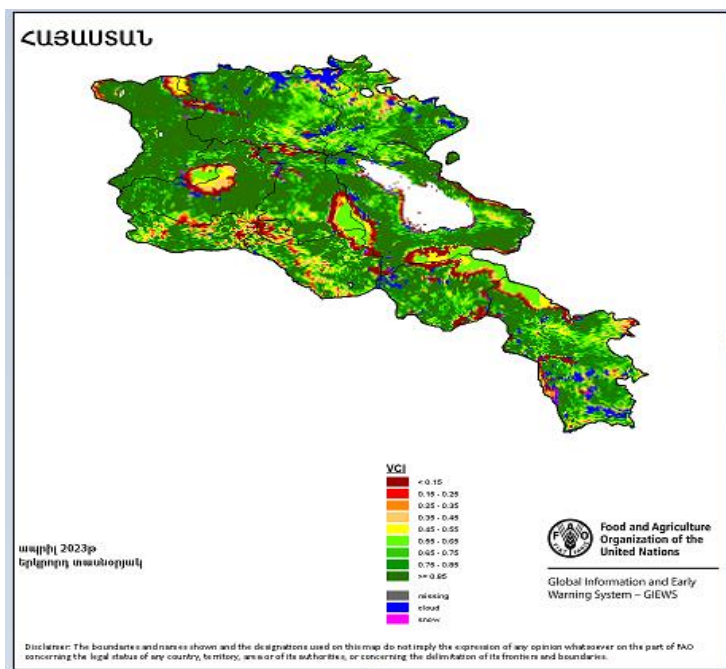 ՀԱՅԱՍՏԱՆ
VCI
< 0.15
0.15 - 0.25
0.25 - 0.35
0.35 - 0.45
0.45 - 0.55
0.55 - 0.65
0.65 - 0.75
0.75 - 0.85
>= 0.85
missing
cloud
snow
ապրիլ 2023թ
երկրորդ տասնօրյակ
FAO
FIAT PANIS
Food and Agriculture
Organization of the
United Nations
Global Information and Early
Warning System – GIEWS
Disclaimer: The boundaries and names shown and the designations used on this map do not imply the expression of any opinion whatsoever on the part of FAO
concerning the legal status of any country, territory, area or of its authorities, or concerning the delimitation of its frontiers and boundaries.